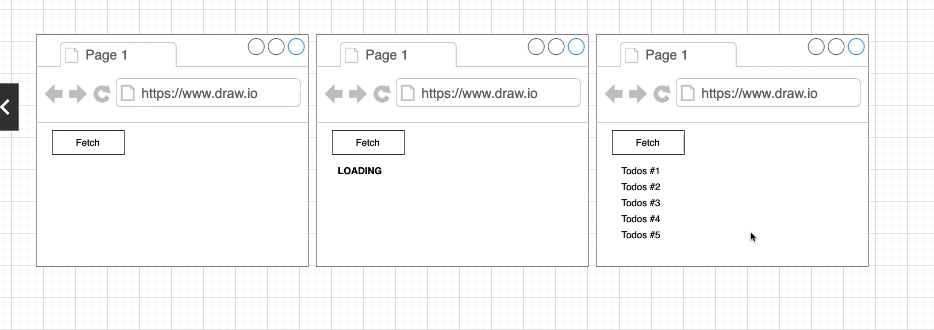 Page 1
https://www.draw.io
Fetch
Page 1
https://www.draw.io
Fetch
LOADING
Page 1
https://www.draw.io
Fetch
Todos #1
Todos #2
Todos #3
Todos #4
Todos #5